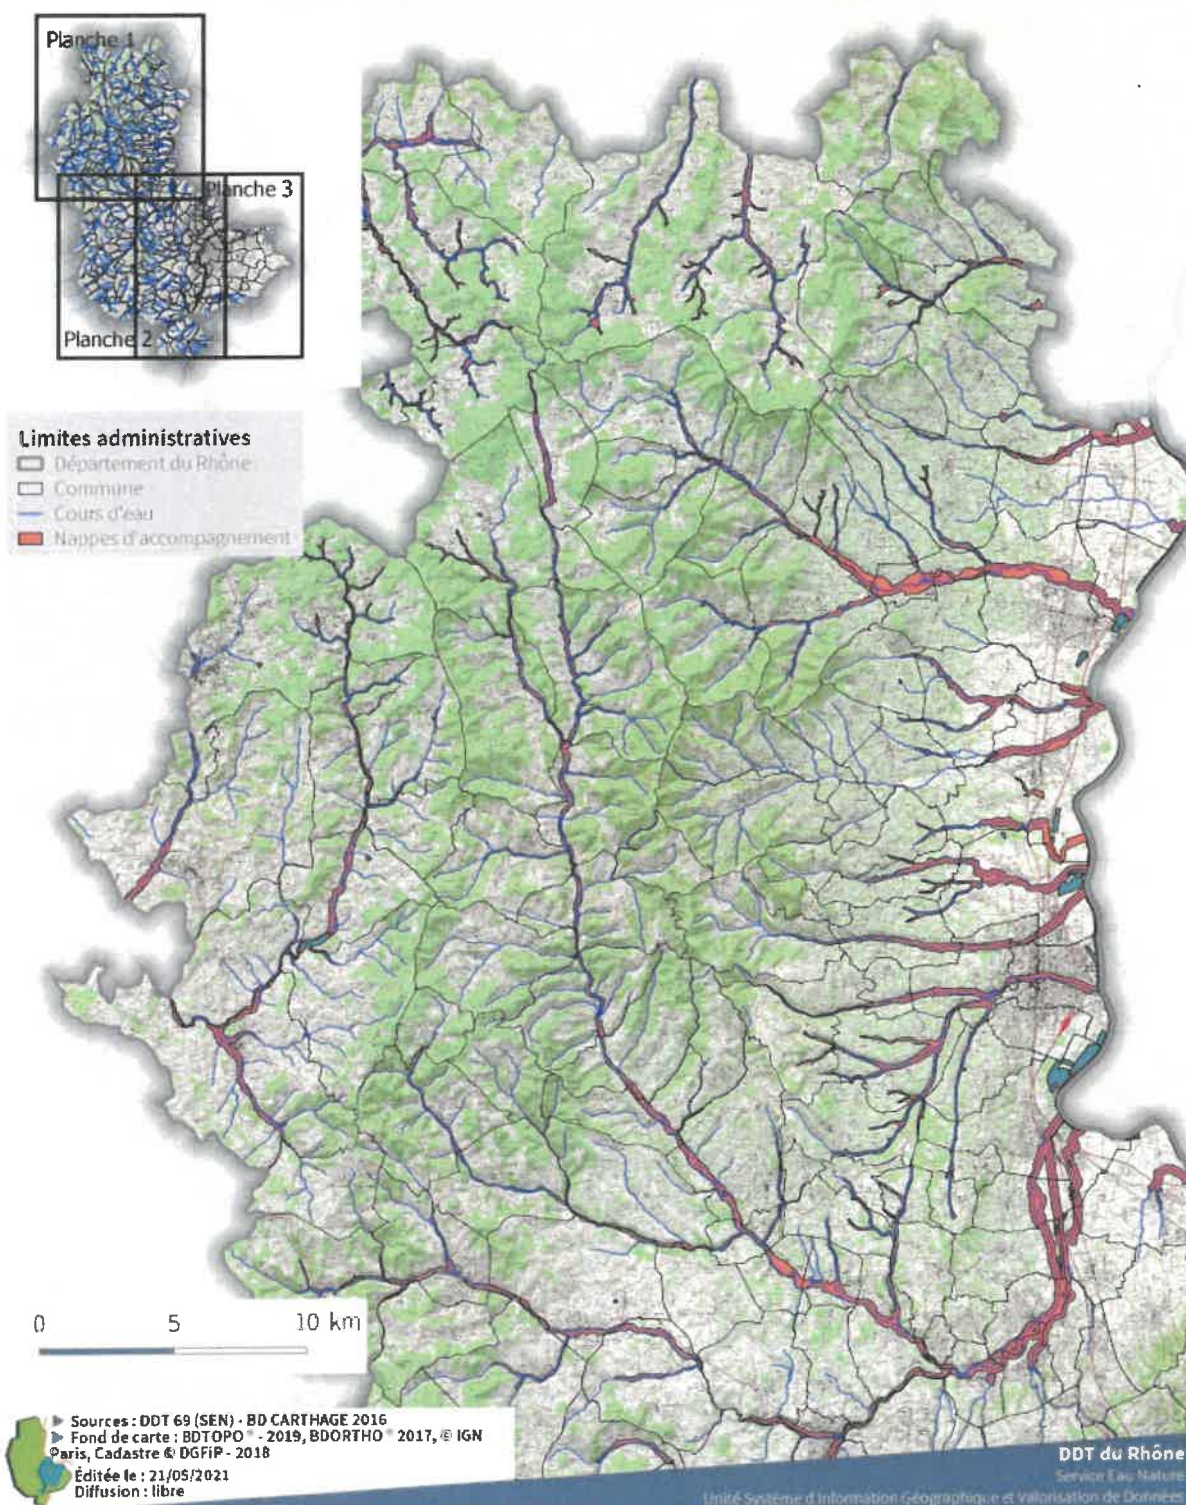 Planche 1
Planche 3
Planche 2
Limites administratives
Département du Rhône
Commune
Cours d'eau
Nappes d'accompagnement
0 5 10 km
Sources : DDT 69 (SEN) - BD CARTHAGE 2016
Fond de carte : BDTOPO ® - 2019, BDORTHO ® 2017, © IGN
Paris, Cadastre © DGFiP - 2018
Éditée le : 21/05/2021
Diffusion : libre
DDT du Rhône
Service Eau Nature
Unité Système d'Information Géographique et Valorisation de Données